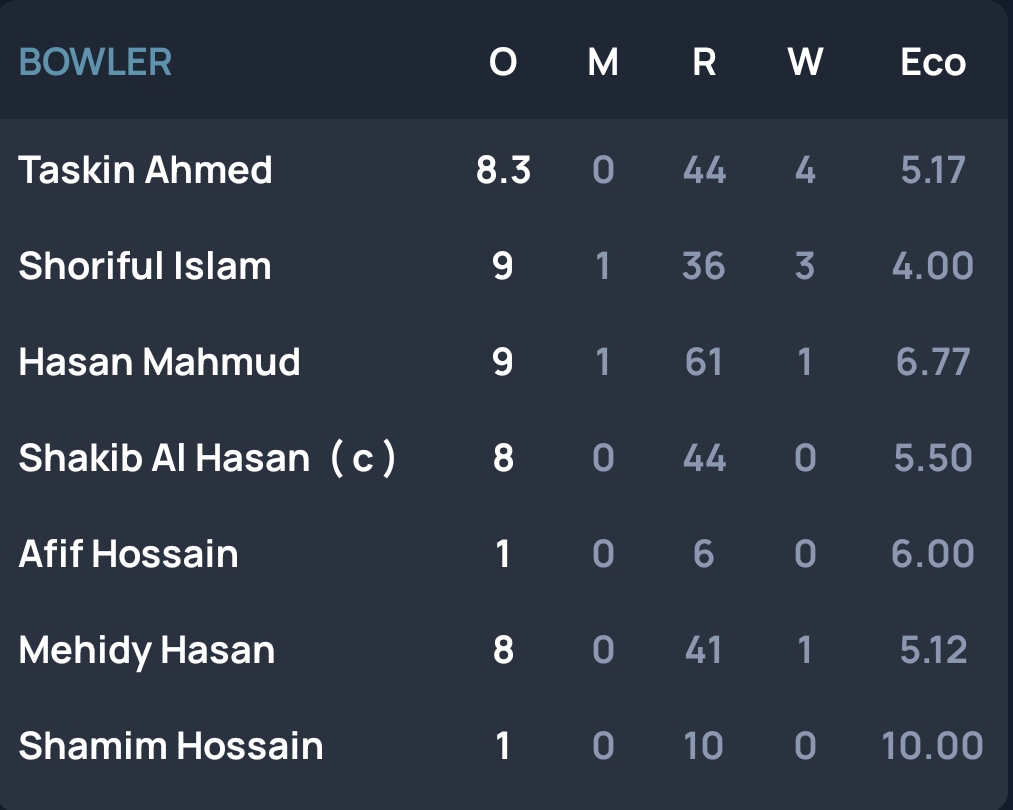 BOWLER O M R W Eco
Taskin Ahmed 8.3 0 44 4 5.17
Shoriful Islam 9 1 36 3 4.00
Hasan Mahmud 9 1 61 1 6.77
Shakib Al Hasan ( c ) 8 0 44 0 5.50
Afif Hossain 1 0 6 0 6.00
Mehidy Hasan 8 0 41 1 5.12
Shamim Hossain 1 0 10 0 10.00